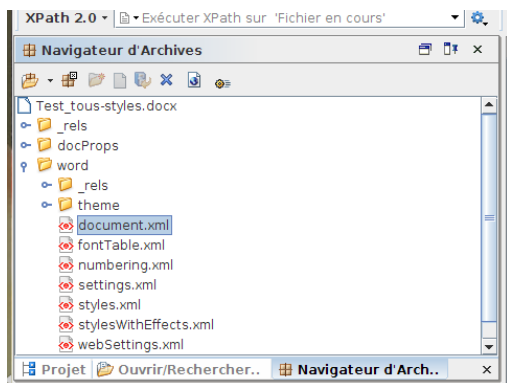 XPath 2.0 Exécuter XPath sur 'Fichier en cours'
Navigateur d'Archives
Test_tous-styles.docx
_rels
docProps
word
_rels
theme
document.xml
fontTable.xml
numbering.xml
settings.xml
styles.xml
stylesWithEffects.xml
webSettings.xml
Projet Ouvrir/Rechercher.. Navigateur d'Arch..